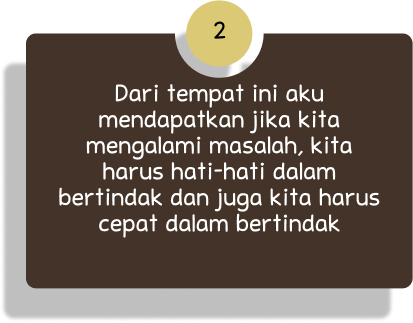 2
Dari tempat ini aku
mendapatkan jika kita
mengalami masalah, kita
harus hati-hati dalam
bertindak dan juga kita harus
cepat dalam bertindak